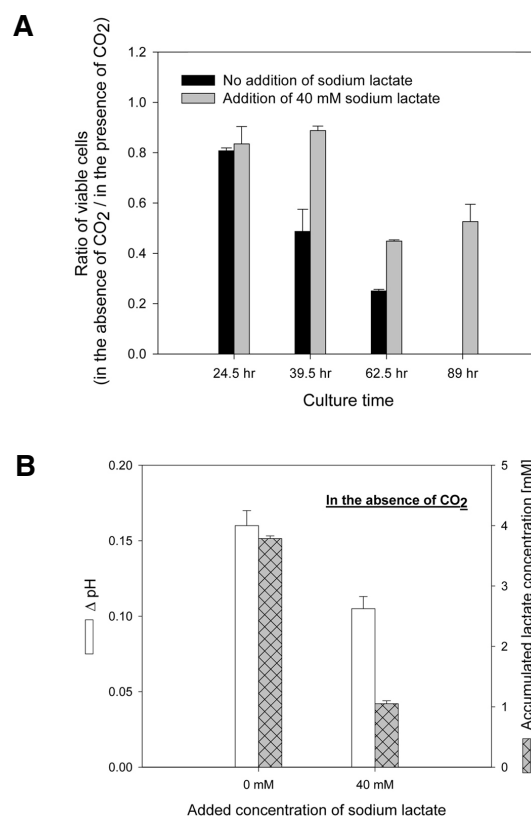 A
Ratio of viable cells
(in the absence of CO2 / in the presence of CO2)
1.2
1.0
0.8
0.6
0.4
0.2
0.0
No addition of sodium lactate
Addition of 40 mM sodium lactate
24.5 hr 39.5 hr 62.5 hr 89 hr
Culture time
B
Δ pH
0.20
0.15
0.10
0.05
0.00
In the absence of CO2
5
4
3
2
1
0
Accumulated lactate concentration [mM]
0 mM 40 mM
Added concentration of sodium lactate